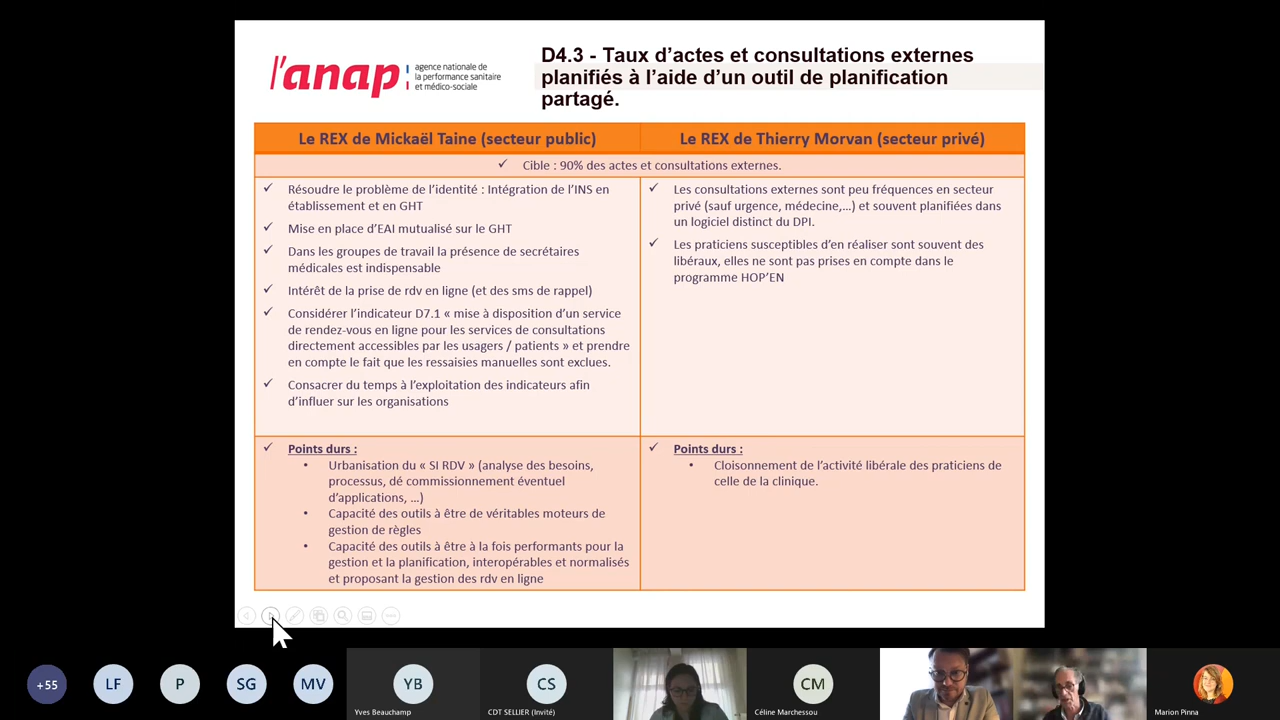 l'anap
agence nationale de
la performance sanitaire
et médico-sociale
D4.3 - Taux d'actes et consultations externes
planifiés à l'aide d'un outil de planification
partagé.
Le REX de Mickaël Taine (secteur public)
Le REX de Thierry Morvan (secteur privé)
✓ Cible : 90% des actes et consultations externes.
✓ Résoudre le problème de l'identité : Intégration de l'INS en
établissement et en GHT
✓ Mise en place d'EAI mutualisé sur le GHT
✓ Dans les groupes de travail la présence de secrétaires
médicales est indispensable
✓ Intérêt de la prise de rdv en ligne (et des sms de rappel)
✓ Considérer l'indicateur D7.1 « mise à disposition d'un service
de rendez-vous en ligne pour les services de consultations
directement accessibles par les usagers / patients » et prendre
en compte le fait que les ressaisies manuelles sont exclues.
✓ Consacrer du temps à l'exploitation des indicateurs afin
d'influer sur les organisations
✓ Les consultations externes sont peu fréquences en secteur
privé (sauf urgence, médecine,…) et souvent planifiées dans
un logiciel distinct du DPI.
✓ Les praticiens susceptibles d'en réaliser sont souvent des
libéraux, elles ne sont pas prises en compte dans le
programme HOP'EN
✓ Points durs :
• Urbanisation du « SI RDV » (analyse des besoins,
processus, dé commissionnement éventuel
d'applications, …)
• Capacité des outils à être de véritables moteurs de
gestion de règles
• Capacité des outils à être à la fois performants pour la
gestion et la planification, interopérables et normalisés
et proposant la gestion des rdv en ligne
✓ Points durs :
• Cloisonnement de l'activité libérale des praticiens de
celle de la clinique.
+55
LF
P
SG
MV
YB
Yves Beauchamp
CS
CDT SELLIER (Invité)
CM
Céline Marchessou
Marion Pinna